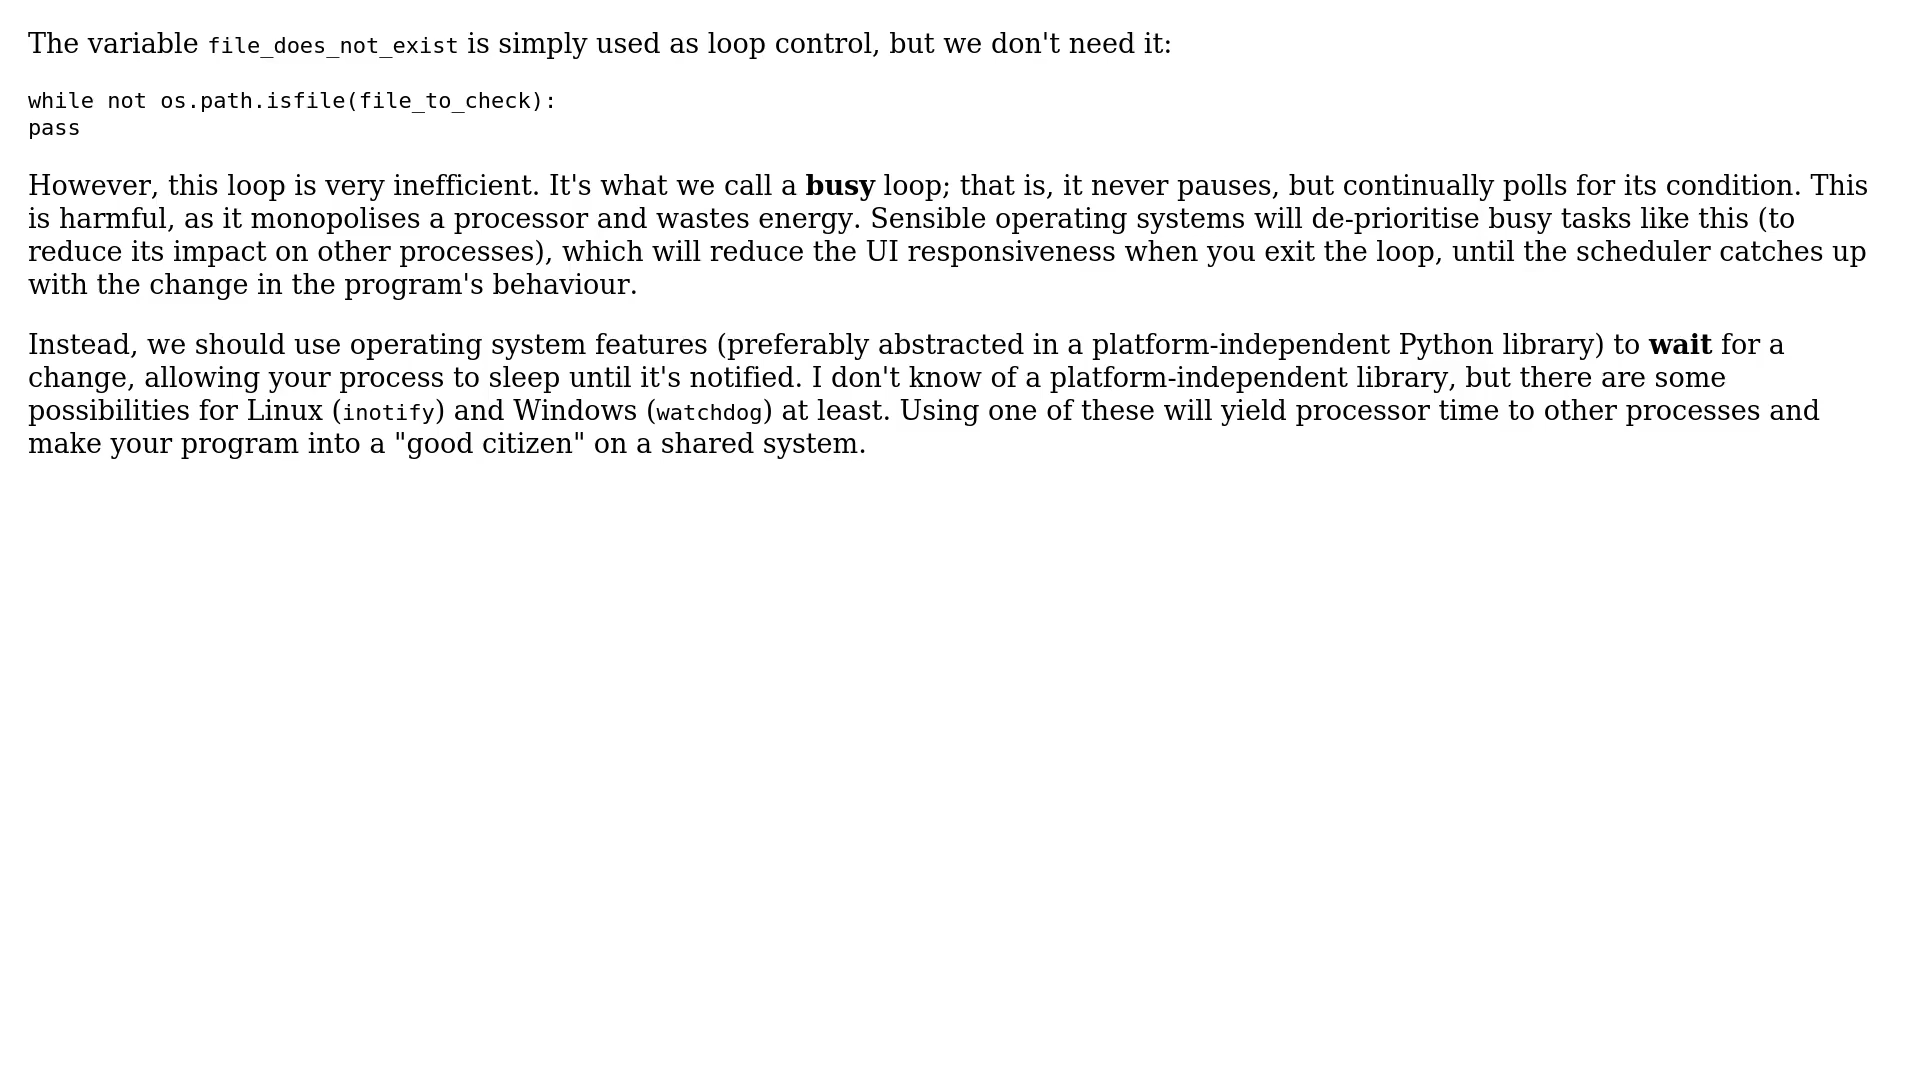 The variable file_does_not_exist is simply used as loop control, but we don't need it:
while not os.path.isfile(file_to_check):
pass
However, this loop is very inefficient. It's what we call a busy loop; that is, it never pauses, but continually polls for its condition. This
is harmful, as it monopolises a processor and wastes energy. Sensible operating systems will de-prioritise busy tasks like this (to
reduce its impact on other processes), which will reduce the UI responsiveness when you exit the loop, until the scheduler catches up
with the change in the program's behaviour.
Instead, we should use operating system features (preferably abstracted in a platform-independent Python library) to wait for a
change, allowing your process to sleep until it's notified. I don't know of a platform-independent library, but there are some
possibilities for Linux (inotify) and Windows (watchdog) at least. Using one of these will yield processor time to other processes and
make your program into a "good citizen" on a shared system.